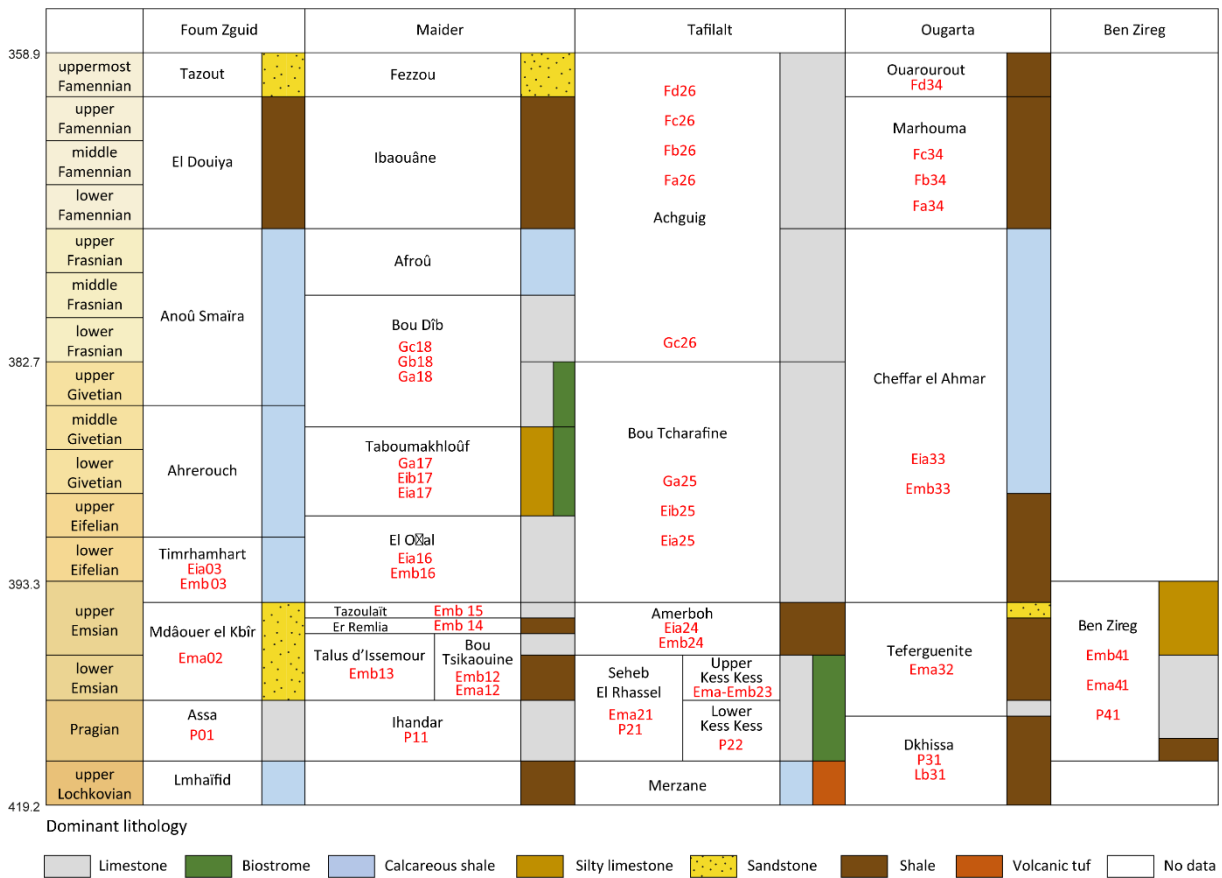 Foum Zguid
Maider
Tafilalt
Ougarta
Ben Zireg
358.9
uppermost
Famennian
upper
Famennian
middle
Famennian
lower
Famennian
upper
Frasnian
middle
Frasnian
lower
Frasnian
382.7
upper
Givetian
middle
Givetian
lower
Givetian
upper
Eifelian
lower
Eifelian
393.3
upper
Emsian
lower
Emsian
Pragian
upper
Lochkovian
419.2
Tazout
El Douiya
Anoû Smaïra
Ahrerouch
Timrhamhart
Eia03
Emb03
Mdâouer el Kbîr
Ema02
Assa
P01
Lmhaïfid
Fezzou
Ibaouâne
Afroû
Bou Dîb
Gc18
Gb18
Ga18
Taboumakhloûf
Ga17
Eib17
Eia17
El O☒al
Eia16
Emb16
Tazoulaït Emb 15
Er Remlia Emb 14
Talus d'Issemour
Emb13
Bou
Tsikaouine
Emb12
Ema12
Ihandar
P11
Fd26
Fc26
Fb26
Fa26
Achguig
Gc26
Bou Tcharafine
Ga25
Eib25
Eia25
Amerboh
Eia24
Emb24
Seheb
El Rhassel
Ema21
P21
Upper
Kess Kess
Ema-Emb23
Lower
Kess Kess
P22
Merzane
Ouarourout
Fd34
Marhouma
Fc34
Fb34
Fa34
Cheffar el Ahmar
Eia33
Emb33
Teferguenite
Ema32
Dkhissa
P31
Lb31
Ben Zireg
Emb41
Ema41
P41
Dominant lithology
Limestone
Biostrome
Calcareous shale
Silty limestone
Sandstone
Shale
Volcanic tuf
No data